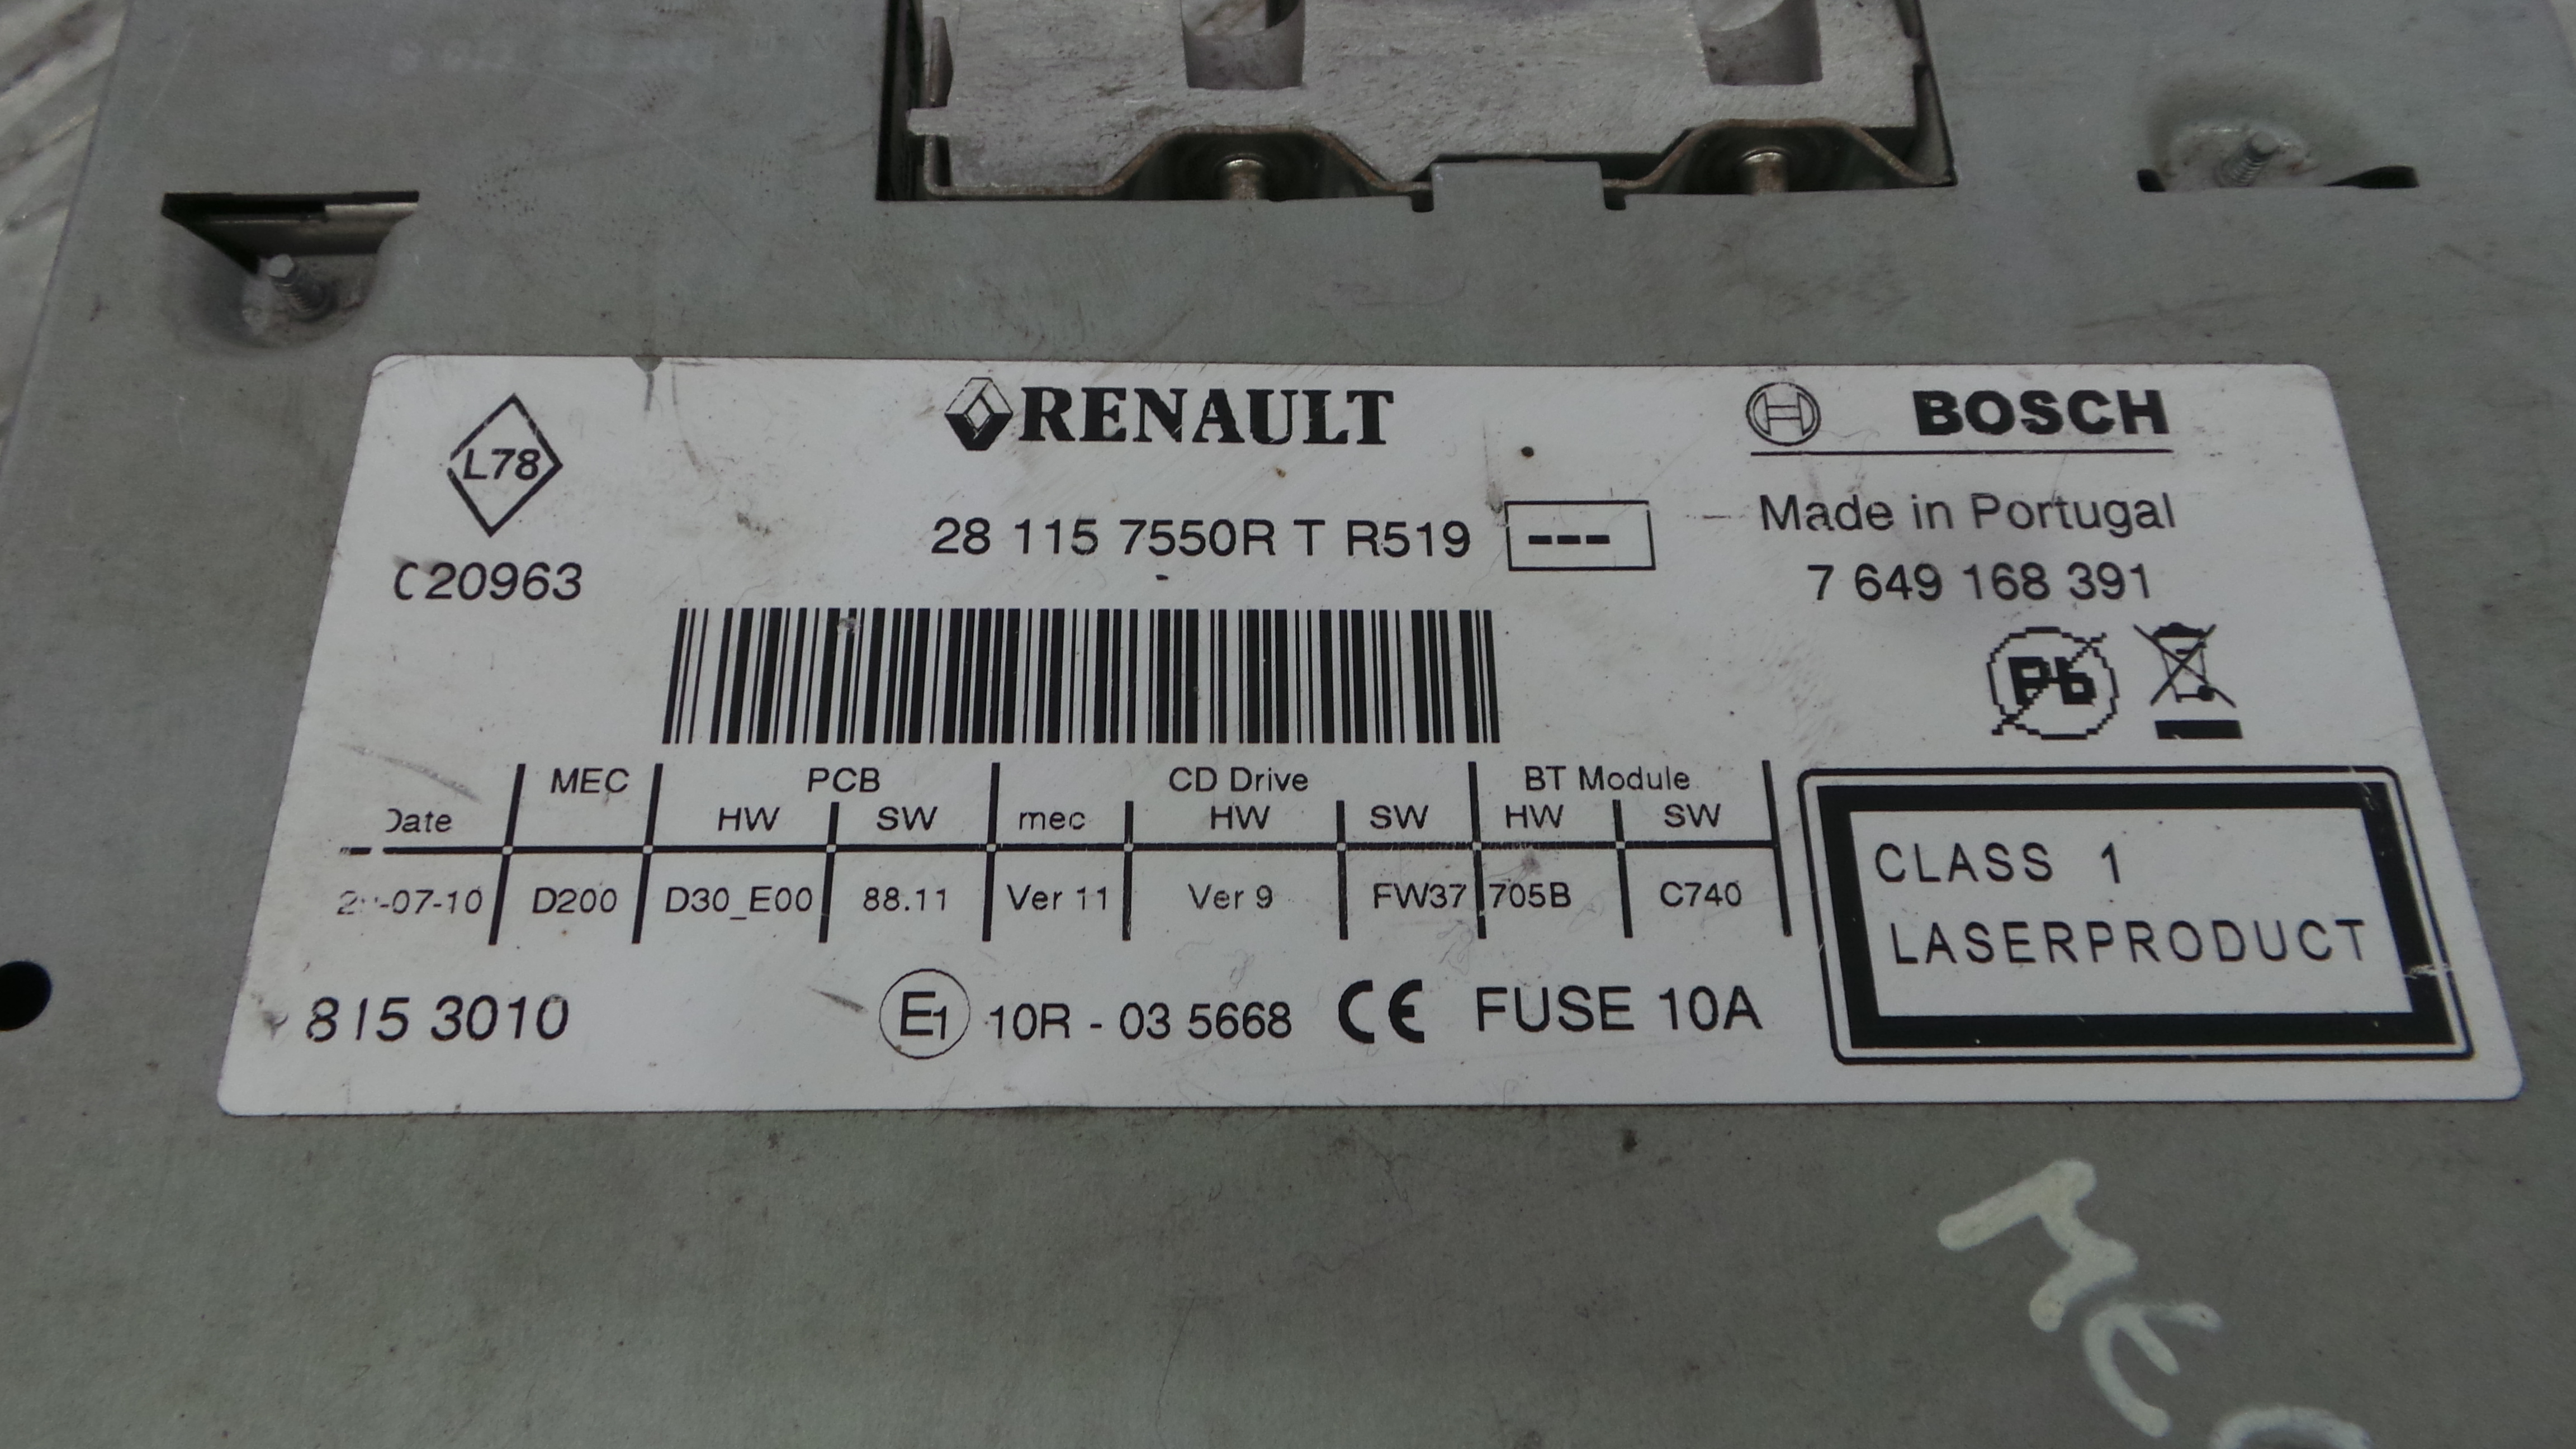 L78
RENAULT
BOSCH
28 115 7550R T R519 ---
Made in Portugal
C20963
7 649 168 391
Pb
MEC PCB CD Drive BT Module
Date HW SW mec HW SW HW SW
-07-10 D200 D30_E00 88.11 Ver 11 Ver 9 FW37 705B C740
CLASS 1
LASERPRODUCT
815 3010 E1 10R - 03 5668 CE FUSE 10A